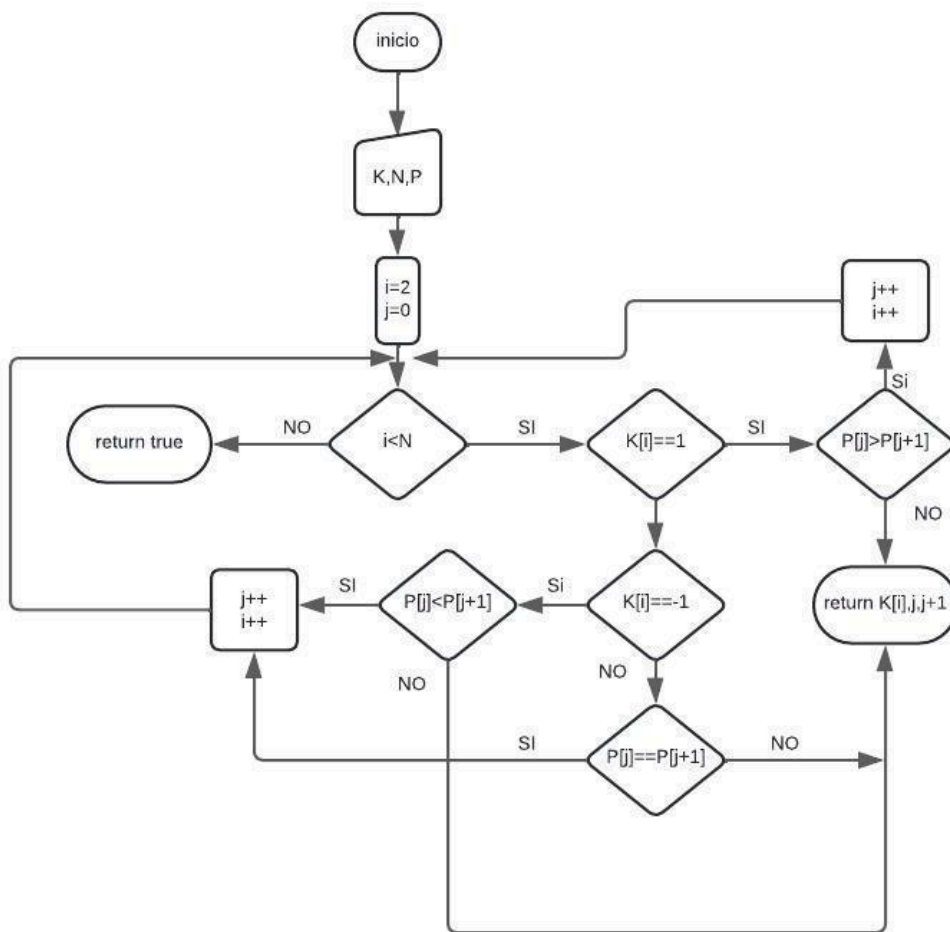 inicio
K,N,P
i=2
j=0
j++
i++
Si
return true
NO
i<N
SI
K[i]==1
SI
P[j]>P[j+1]
NO
j++
i++
SI
P[j]<P[j+1]
Si
K[i]==-1
return K[i],j,j+1
NO
NO
SI
P[j]==P[j+1]
NO